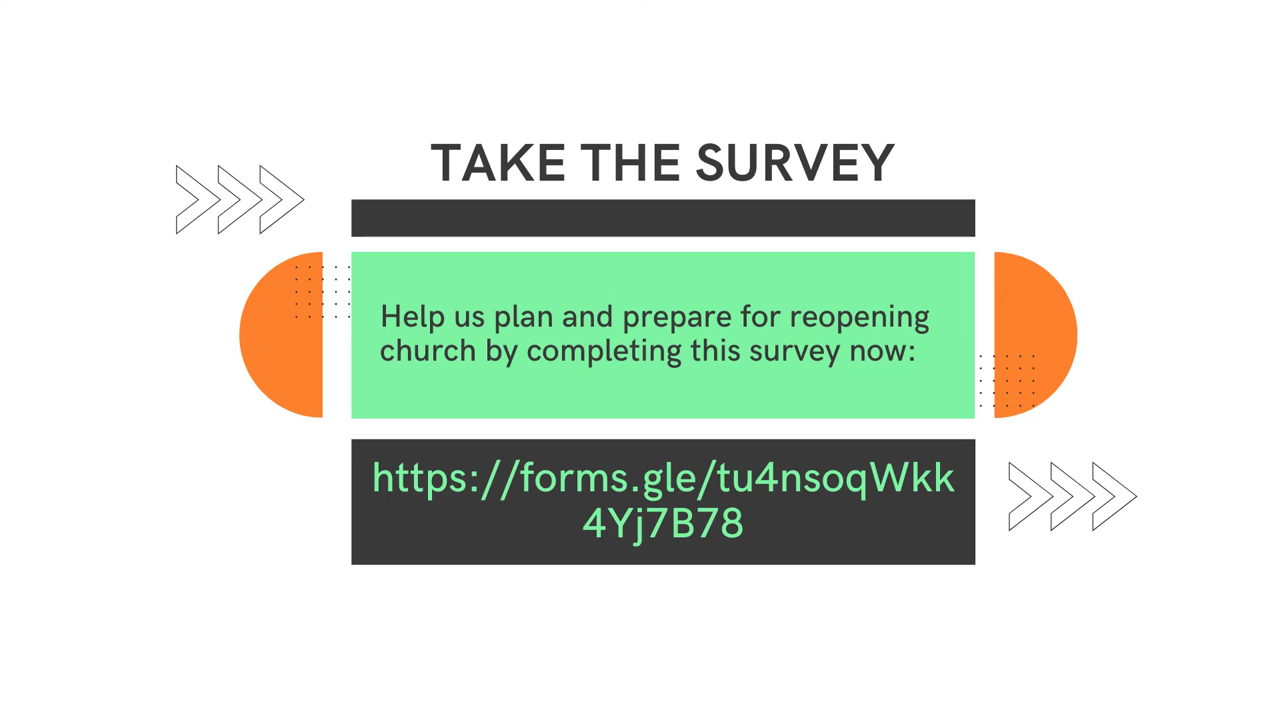 TAKE THE SURVEY
Help us plan and prepare for reopening
church by completing this survey now:
https://forms.gle/tu4nsoqWkk
4Yj7B78